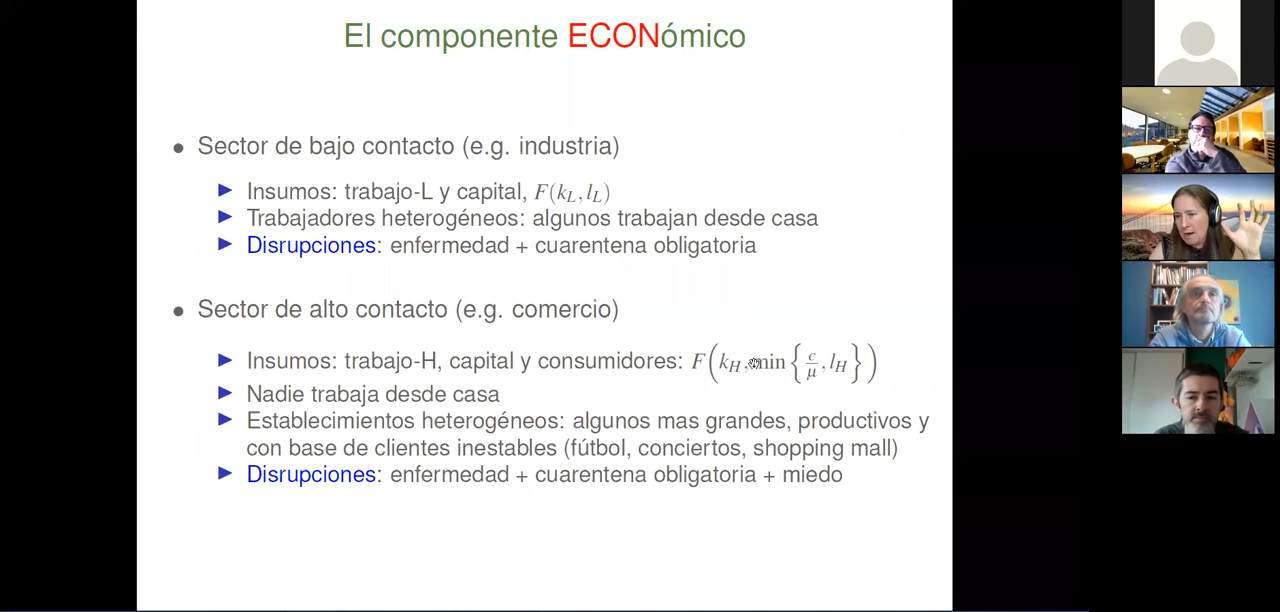 El componente ECONómico
• Sector de bajo contacto (e.g. industria)
▶ Insumos: trabajo-L y capital, F(k_L, l_L)
▶ Trabajadores heterogéneos: algunos trabajan desde casa
▶ Disrupciones: enfermedad + cuarentena obligatoria
• Sector de alto contacto (e.g. comercio)
▶ Insumos: trabajo-H, capital y consumidores: F(k_H, min{c/μ, l_H})
▶ Nadie trabaja desde casa
▶ Establecimientos heterogéneos: algunos mas grandes, productivos y
con base de clientes inestables (fútbol, conciertos, shopping mall)
▶ Disrupciones: enfermedad + cuarentena obligatoria + miedo